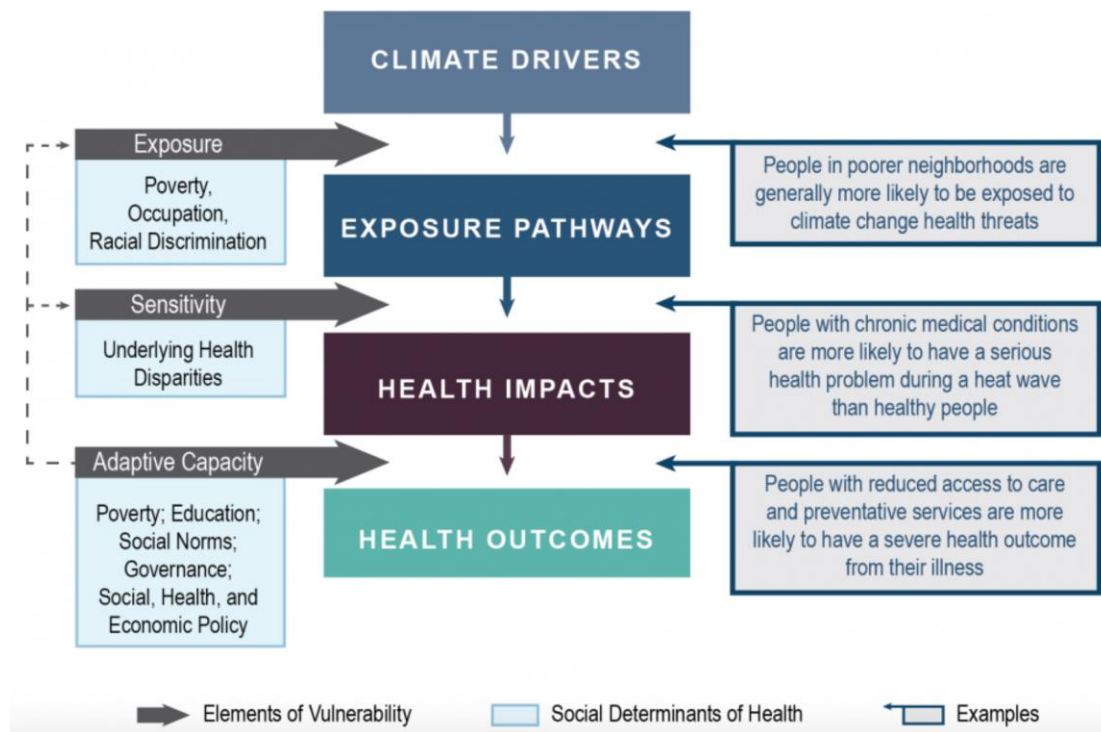 CLIMATE DRIVERS
Exposure
Poverty,
Occupation,
Racial Discrimination
People in poorer neighborhoods are
generally more likely to be exposed to
climate change health threats
EXPOSURE PATHWAYS
Sensitivity
Underlying Health
Disparities
People with chronic medical conditions
are more likely to have a serious
health problem during a heat wave
than healthy people
HEALTH IMPACTS
Adaptive Capacity
Poverty; Education;
Social Norms;
Governance;
Social, Health, and
Economic Policy
People with reduced access to care
and preventative services are more
likely to have a severe health outcome
from their illness
HEALTH OUTCOMES
Elements of Vulnerability
Social Determinants of Health
Examples